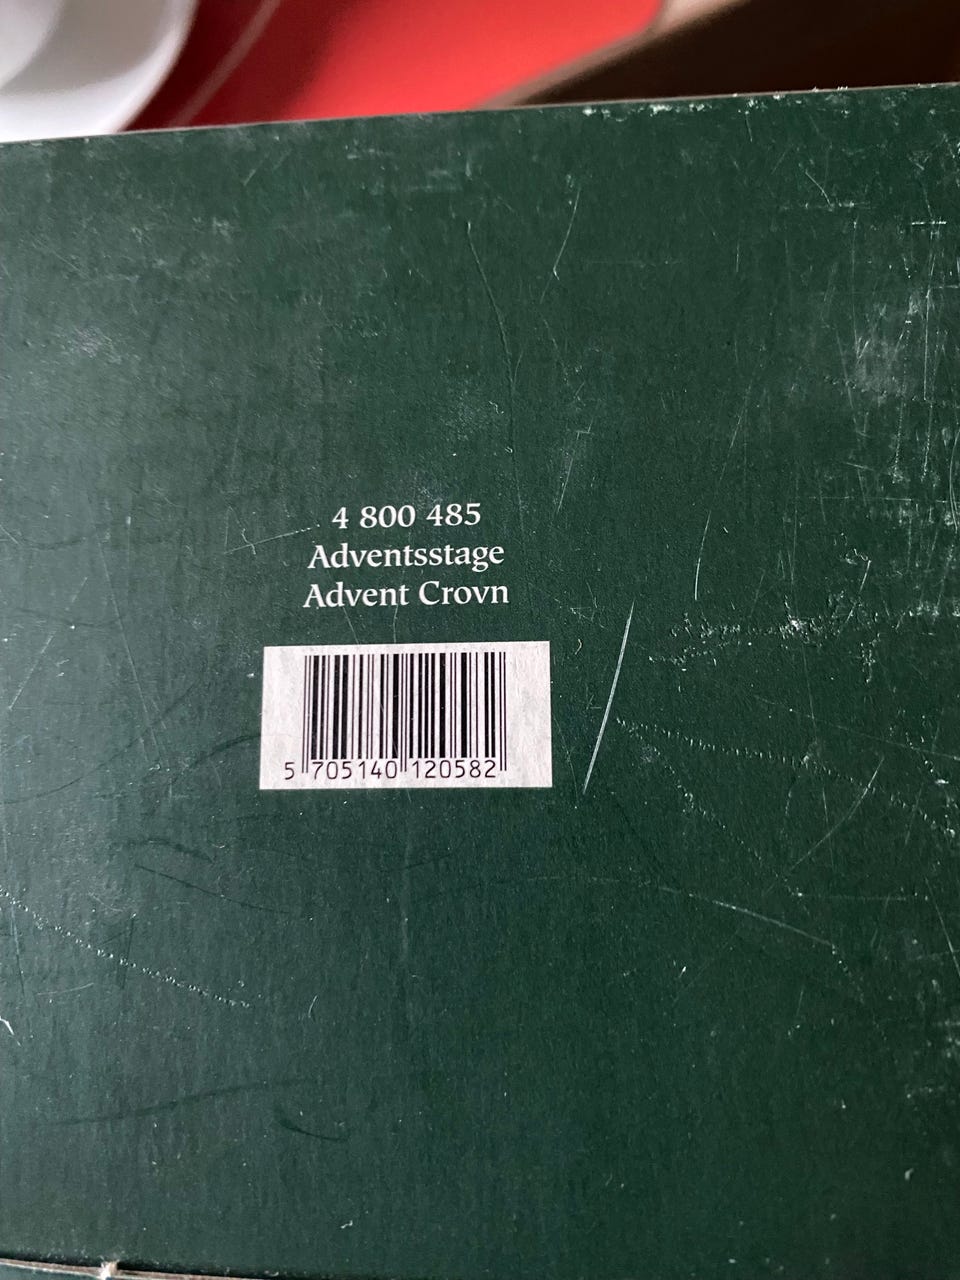 4 800 485
Adventsstage
Advent Crovn
5 705140 120582